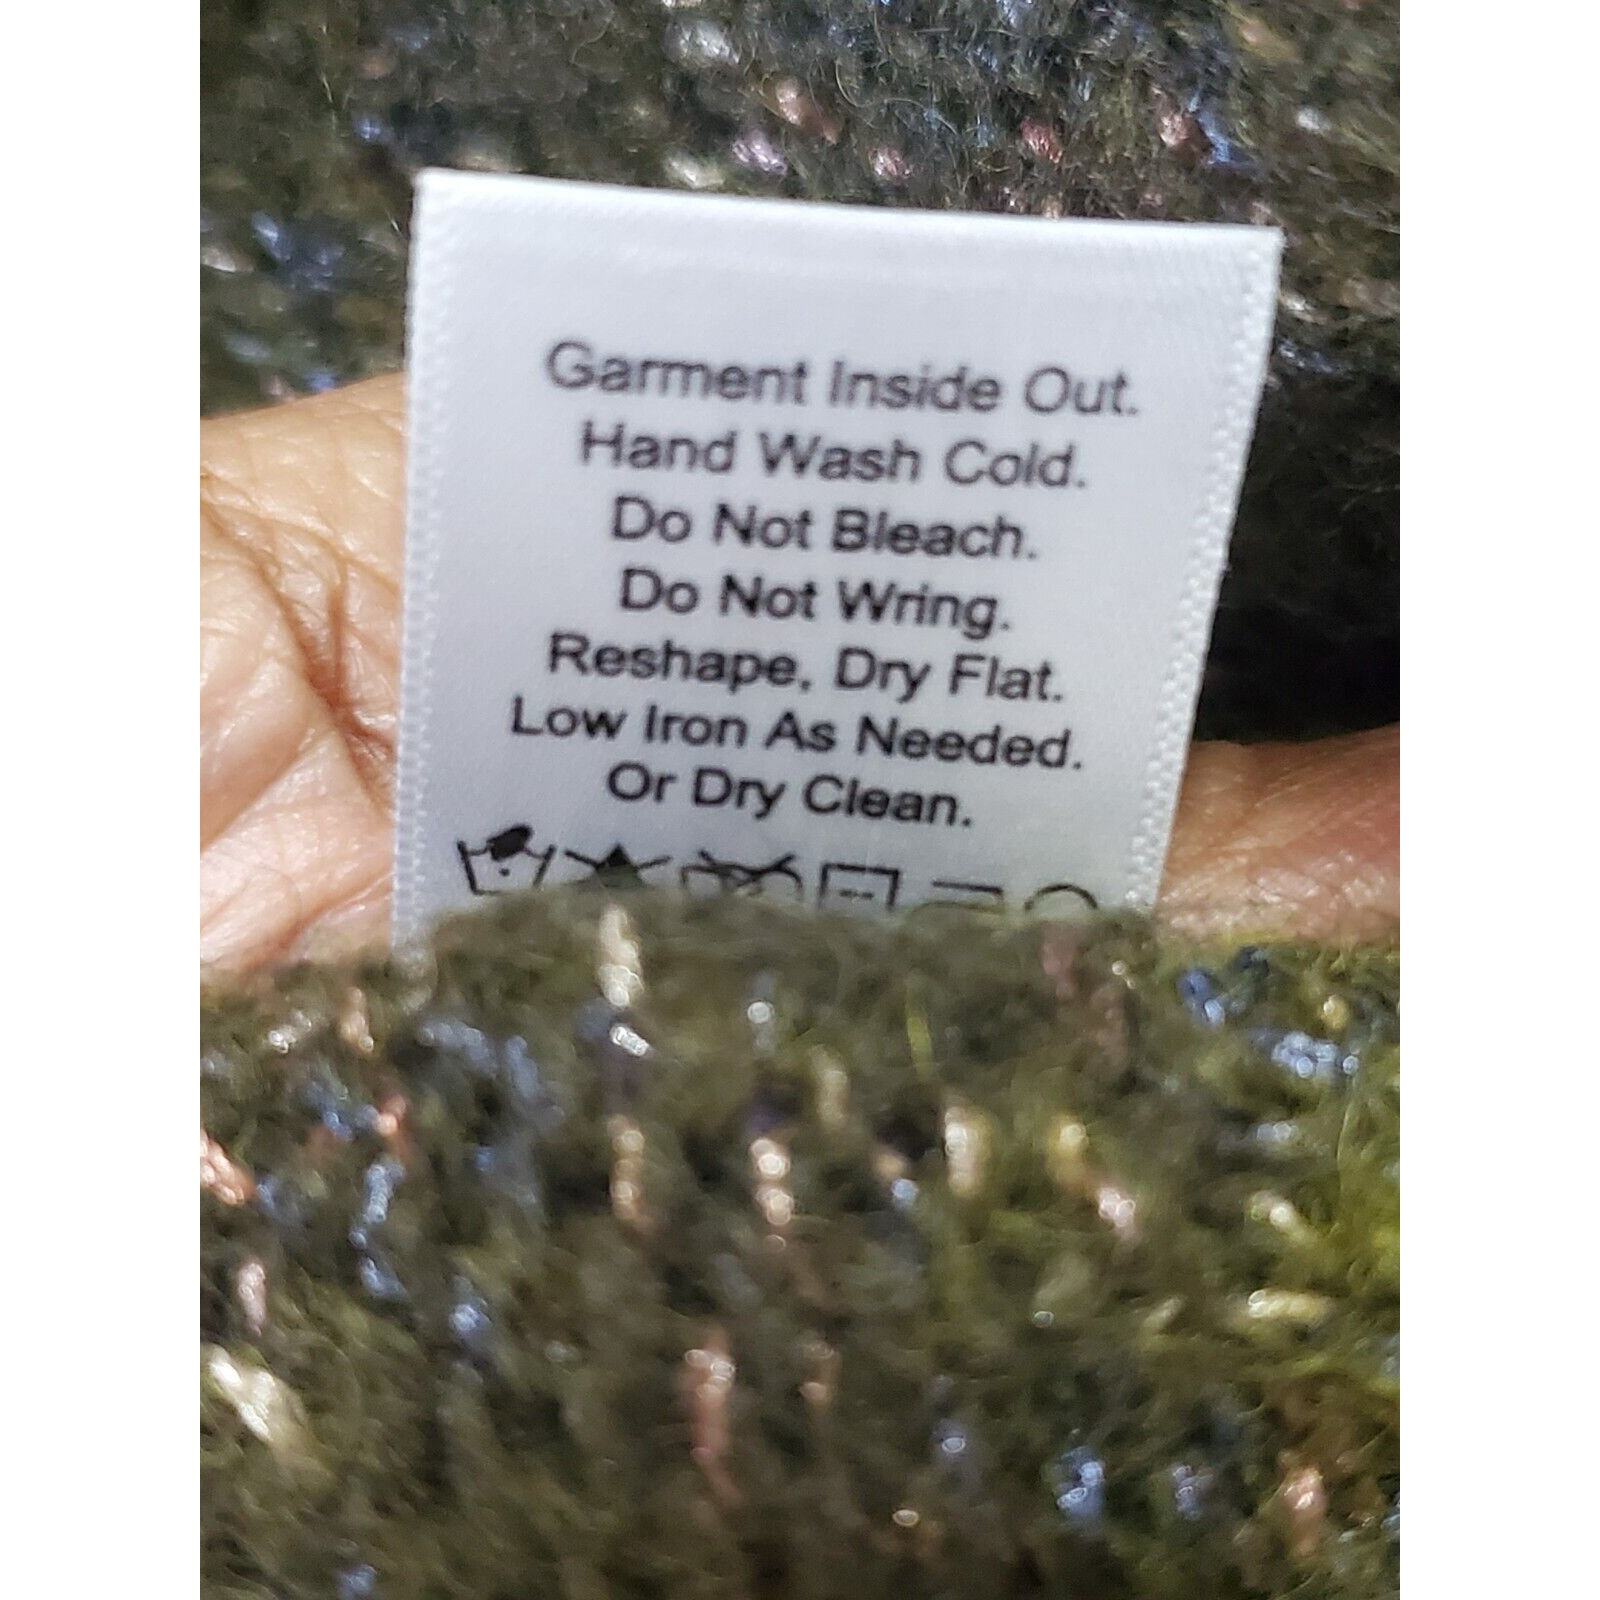 Garment Inside Out.
Hand Wash Cold.
Do Not Bleach.
Do Not Wring.
Reshape, Dry Flat.
Low Iron As Needed.
Or Dry Clean.